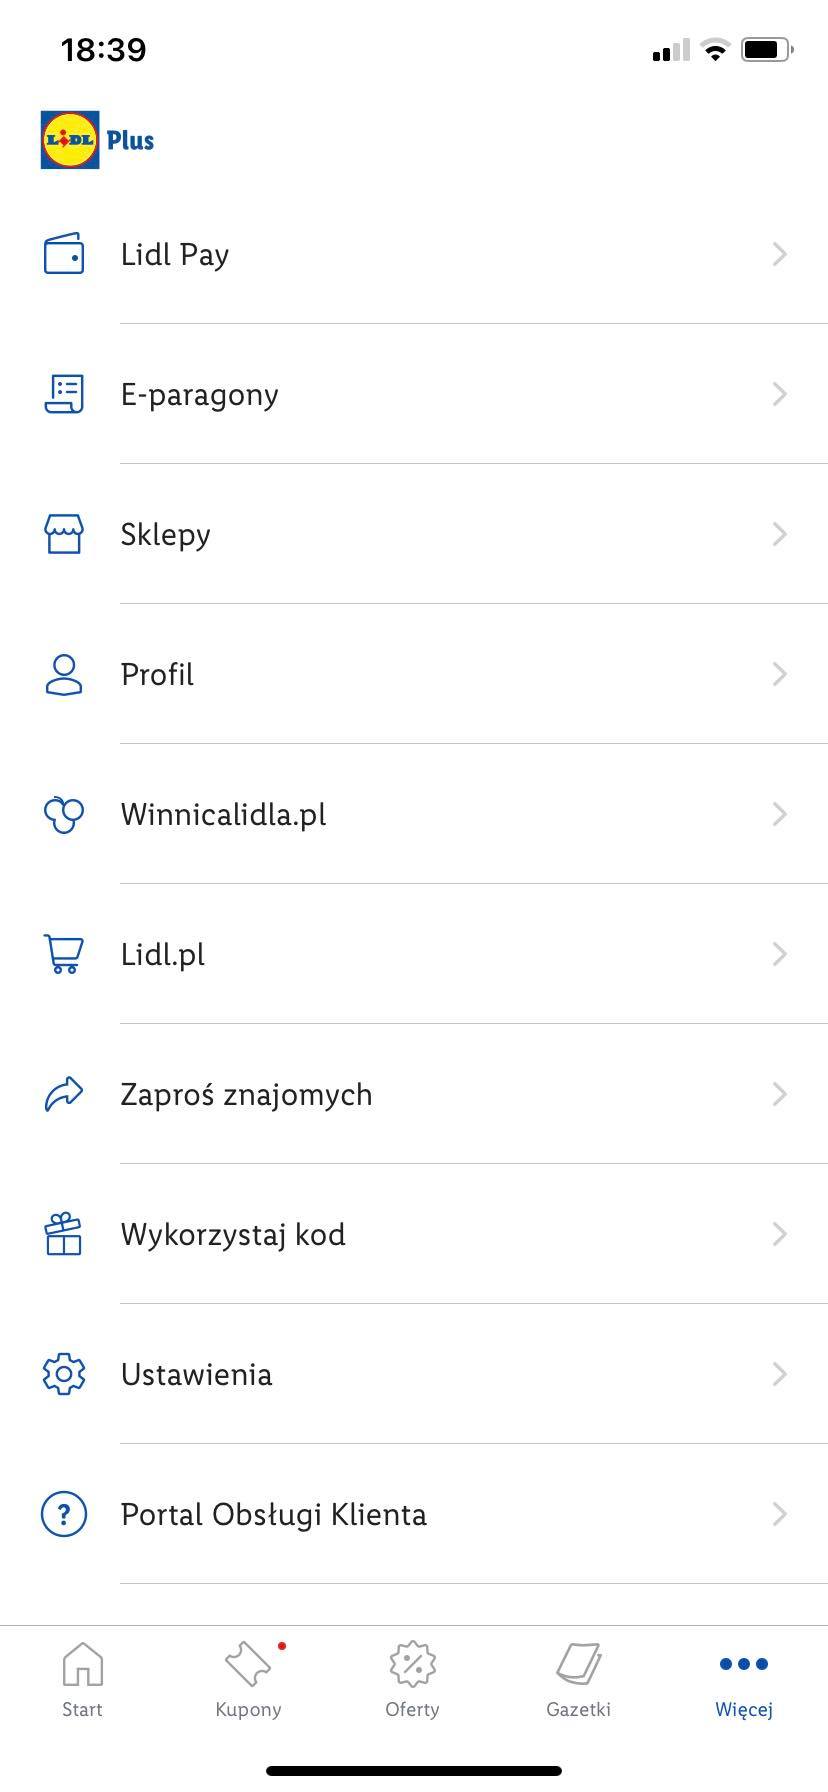 18:39
LIDL Plus
Lidl Pay
E-paragony
Sklepy
Profil
Winnicalidla.pl
Lidl.pl
Zaproś znajomych
Wykorzystaj kod
Ustawienia
? Portal Obsługi Klienta
Start Kupony Oferty Gazetki Więcej